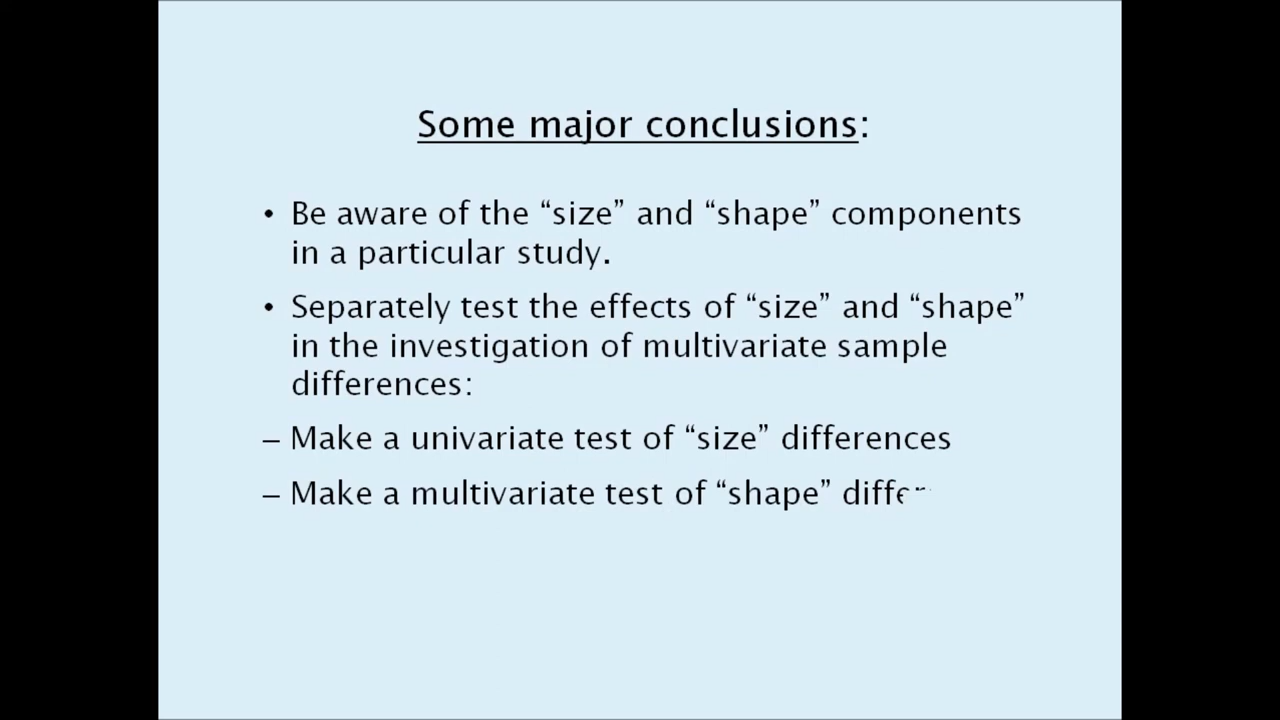 Some major conclusions:
• Be aware of the “size” and “shape” components
in a particular study.
• Separately test the effects of “size” and “shape”
in the investigation of multivariate sample
differences:
– Make a univariate test of “size” differences
– Make a multivariate test of “shape”